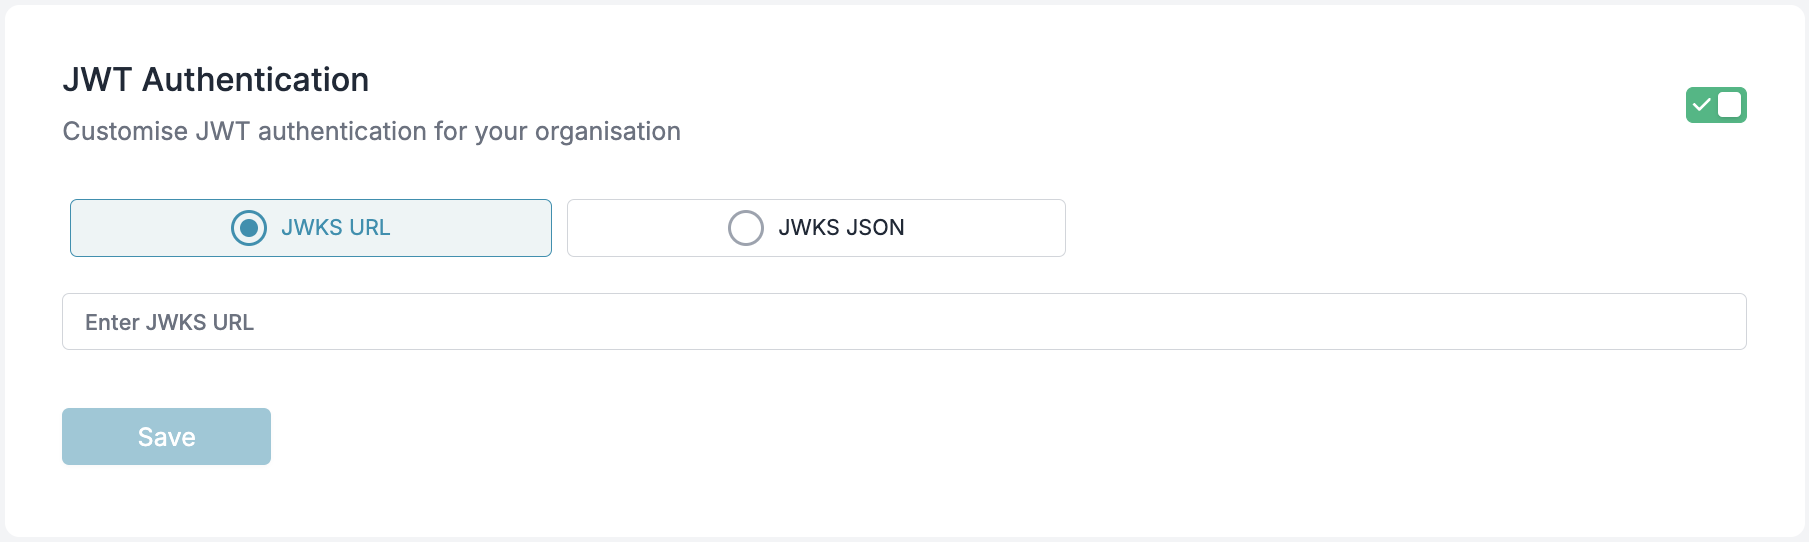 JWT Authentication
Customise JWT authentication for your organisation
JWKS URL
JWKS JSON
Enter JWKS URL
Save